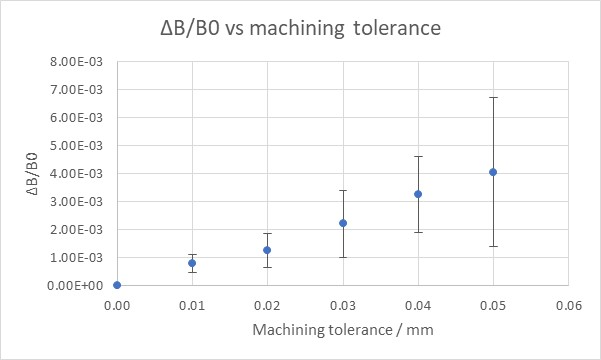 ΔB/B0 vs machining tolerance
8.00E-03
7.00E-03
6.00E-03
5.00E-03
4.00E-03
3.00E-03
2.00E-03
1.00E-03
0.00E+00
ΔB/B0
0.00 0.01 0.02 0.03 0.04 0.05 0.06
Machining tolerance / mm